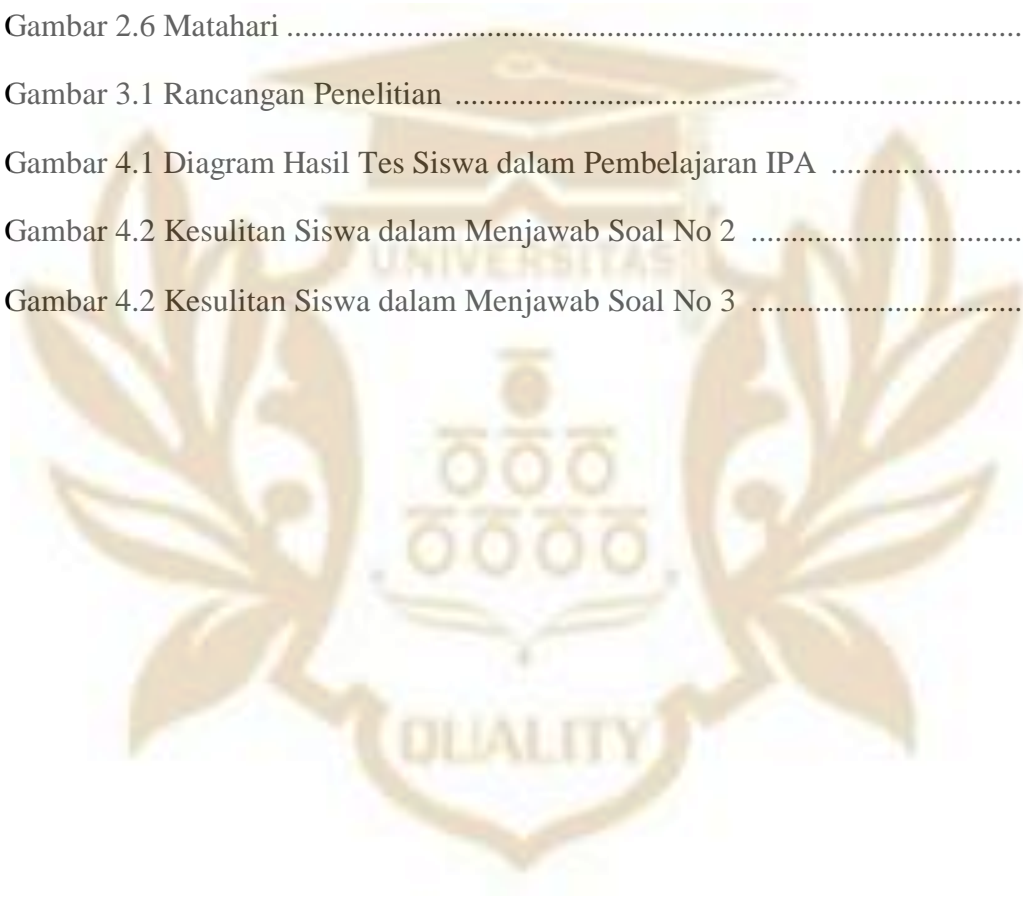 Gambar 2.6 Matahari ............................................................................................
Gambar 3.1 Rancangan Penelitian .......................................................................
Gambar 4.1 Diagram Hasil Tes Siswa dalam Pembelajaran IPA ........................
Gambar 4.2 Kesulitan Siswa dalam Menjawab Soal No 2 ..................................
Gambar 4.2 Kesulitan Siswa dalam Menjawab Soal No 3 ..................................
UNIVERSITAS
QUALITY